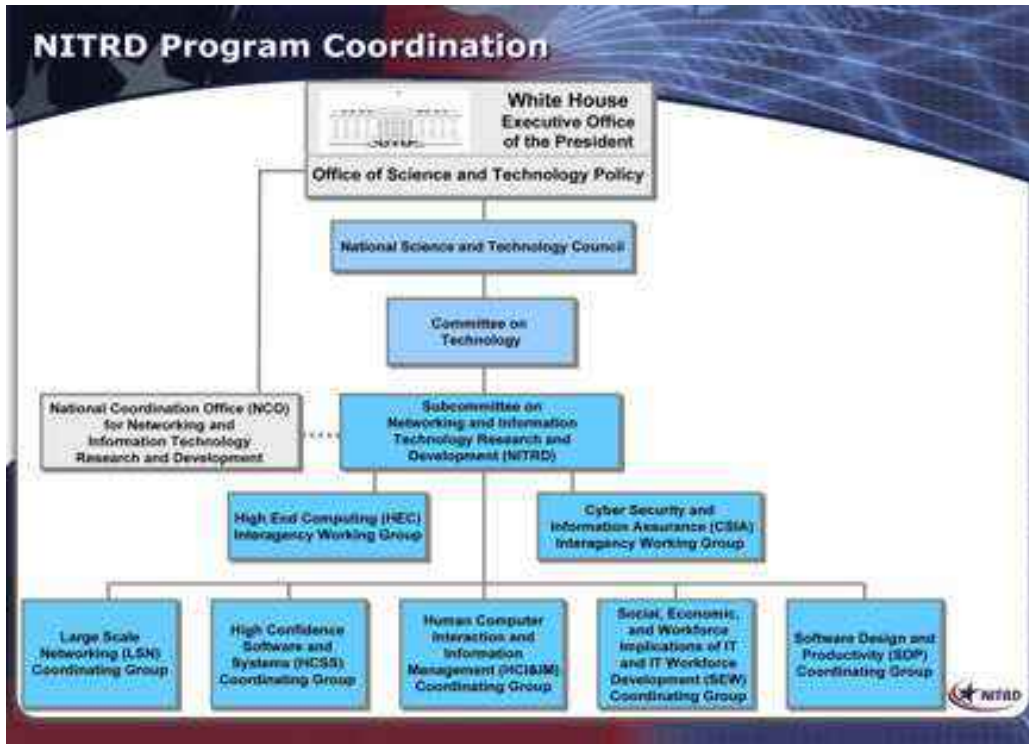 NITRD Program Coordination
White House
Executive Office
of the President
Office of Science and Technology Policy
National Science and Technology Council
Committee on
Technology
National Coordination Office (NCO)
for Networking and
Information Technology
Research and Development
Subcommittee on
Networking and Information
Technology Research and
Development (NITRD)
High End Computing (HEC)
Interagency Working Group
Cyber Security and
Information Assurance (CSIA)
Interagency Working Group
Large Scale
Networking (LSN)
Coordinating Group
High Confidence
Software and
Systems (HCSS)
Coordinating Group
Human Computer
Interaction and
Information
Management (HCI&IM)
Coordinating Group
Social, Economic,
and Workforce
Implications of IT
and IT Workforce
Development (SEW)
Coordinating Group
Software Design and
Productivity (SDP)
Coordinating Group
NITRD